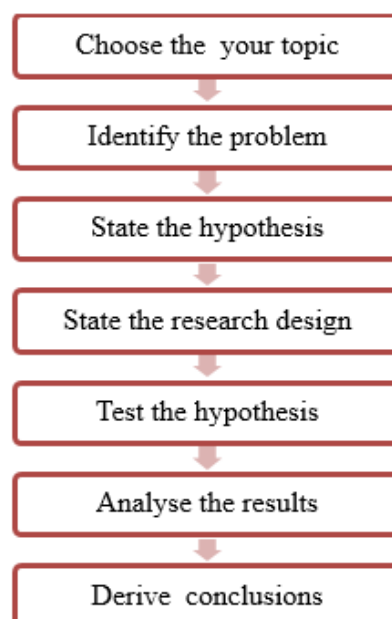 Choose the  your topic
Identify the problem
State the hypothesis
State the research design
Test the hypothesis
Analyse the results
Derive  conclusions